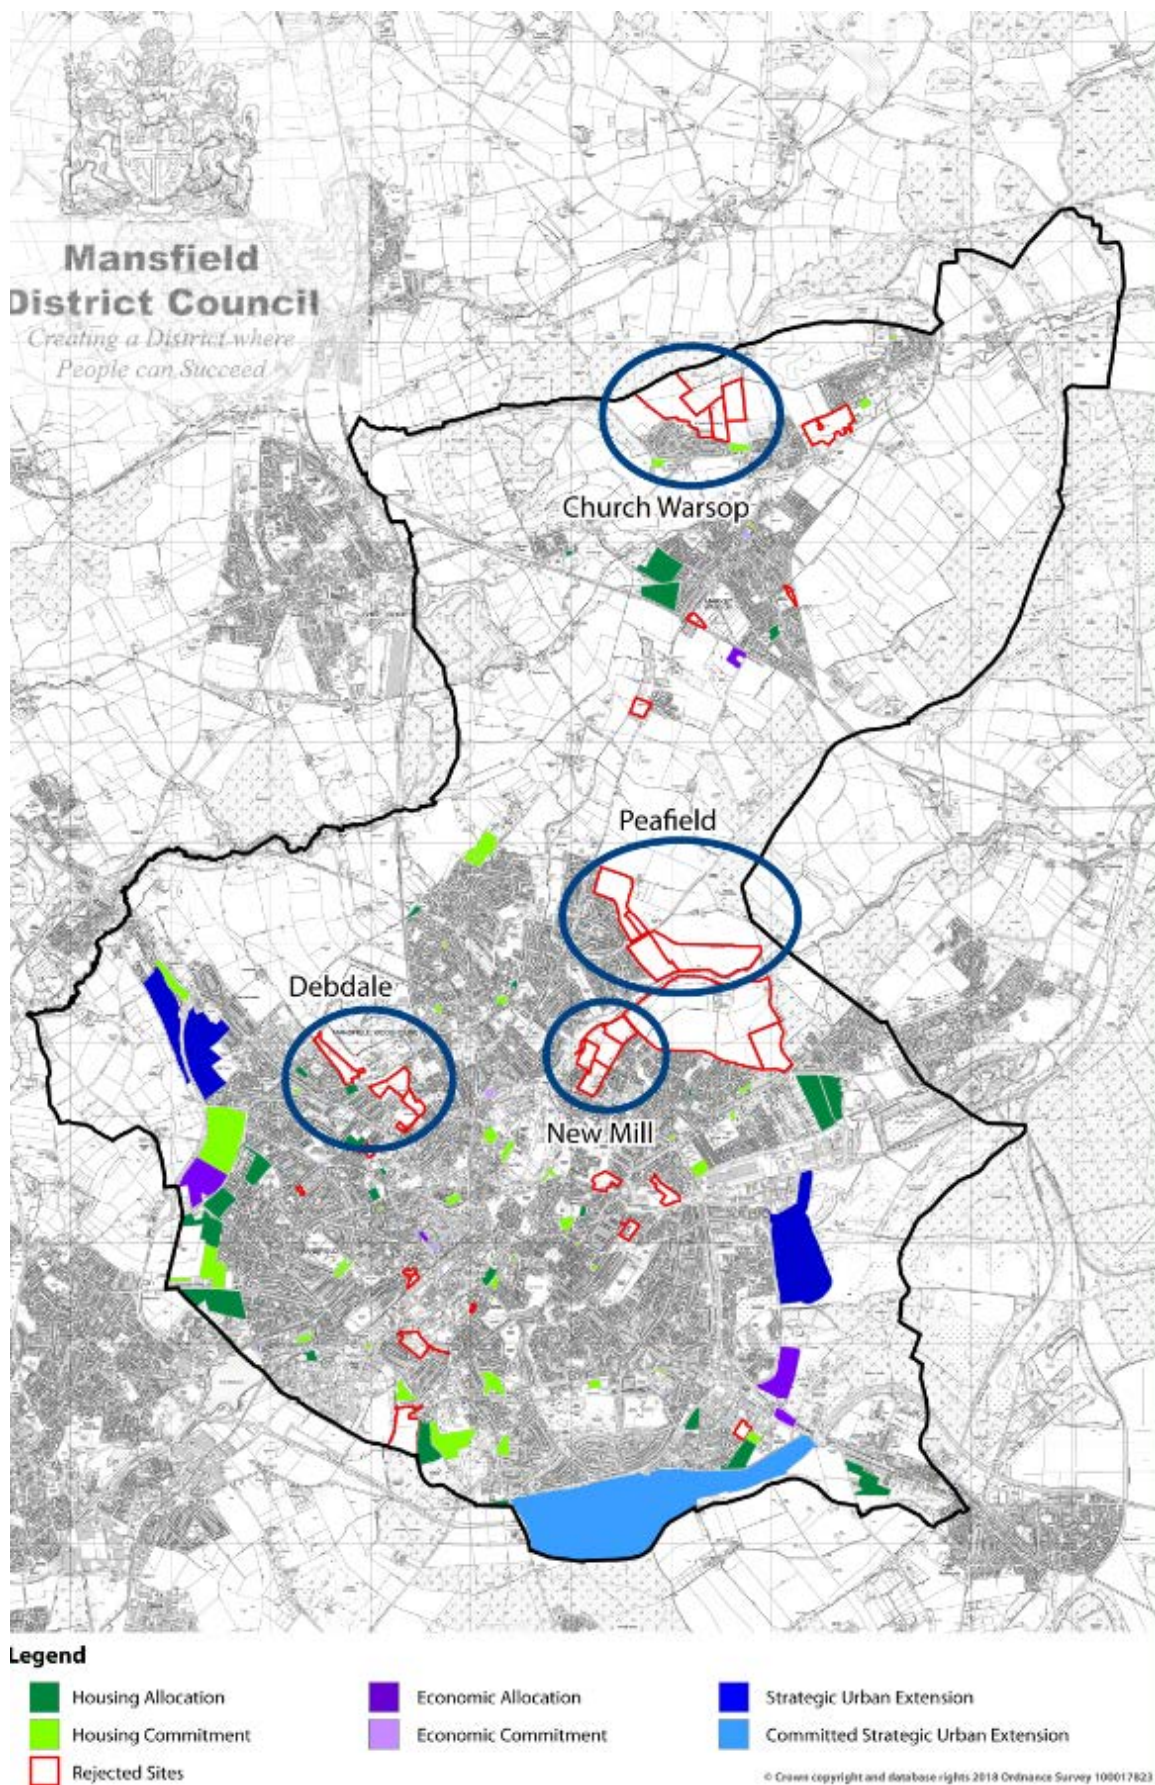 Mansfield
District Council
Creating a District where
People can Succeed
Church Warsop
Peafield
Debdale
New Mill
Legend
Housing Allocation
Economic Allocation
Strategic Urban Extension
Housing Commitment
Economic Commitment
Committed Strategic Urban Extension
Rejected Sites
© Crown copyright and database rights 2018 Ordnance Survey 100017823